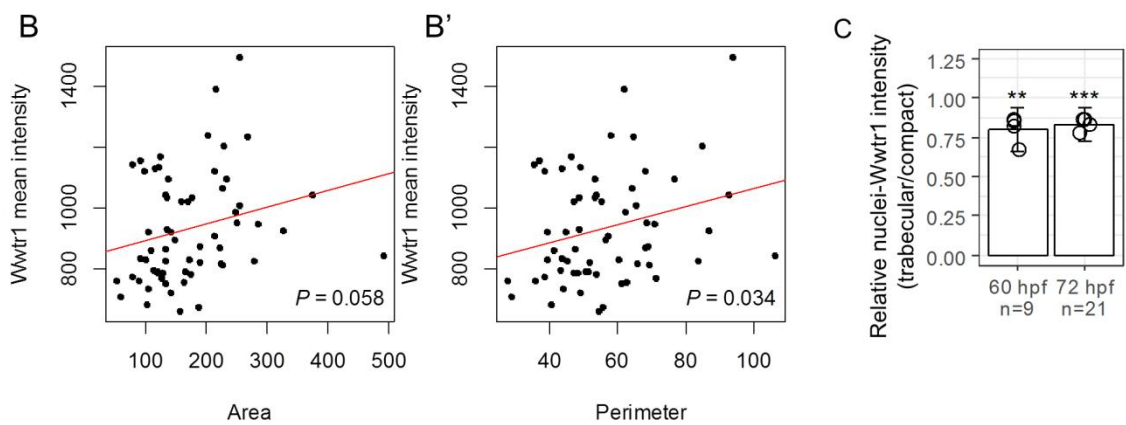 B
Wwtr1 mean intensity
1400
1000
800
P = 0.058
100 200 300 400 500
Area
B’
Wwtr1 mean intensity
1400
1000
800
P = 0.034
40 60 80 100
Perimeter
C
Relative nuclei-Wwtr1 intensity
(trabecular/compact)
1.25
1.00
0.75
0.50
0.25
0.00
** ***
60 hpf 72 hpf
n=9 n=21